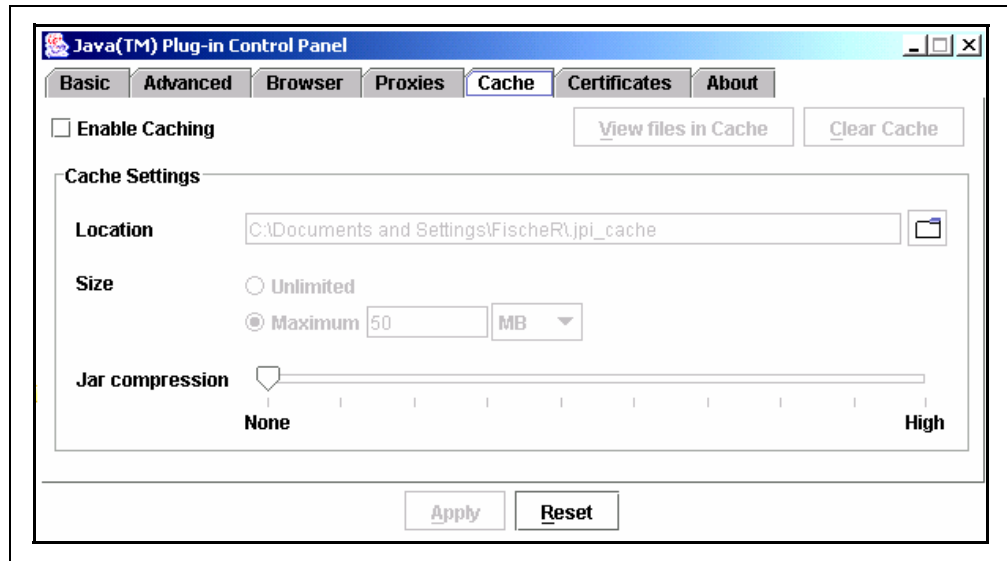 Java(TM) Plug-in Control Panel
Basic Advanced Browser Proxies Cache Certificates About
Enable Caching View files in Cache Clear Cache
Cache Settings
Location C:\Documents and Settings\FischeR\.jpi_cache
Size Unlimited
Maximum 50 MB
Jar compression
None High
Apply Reset